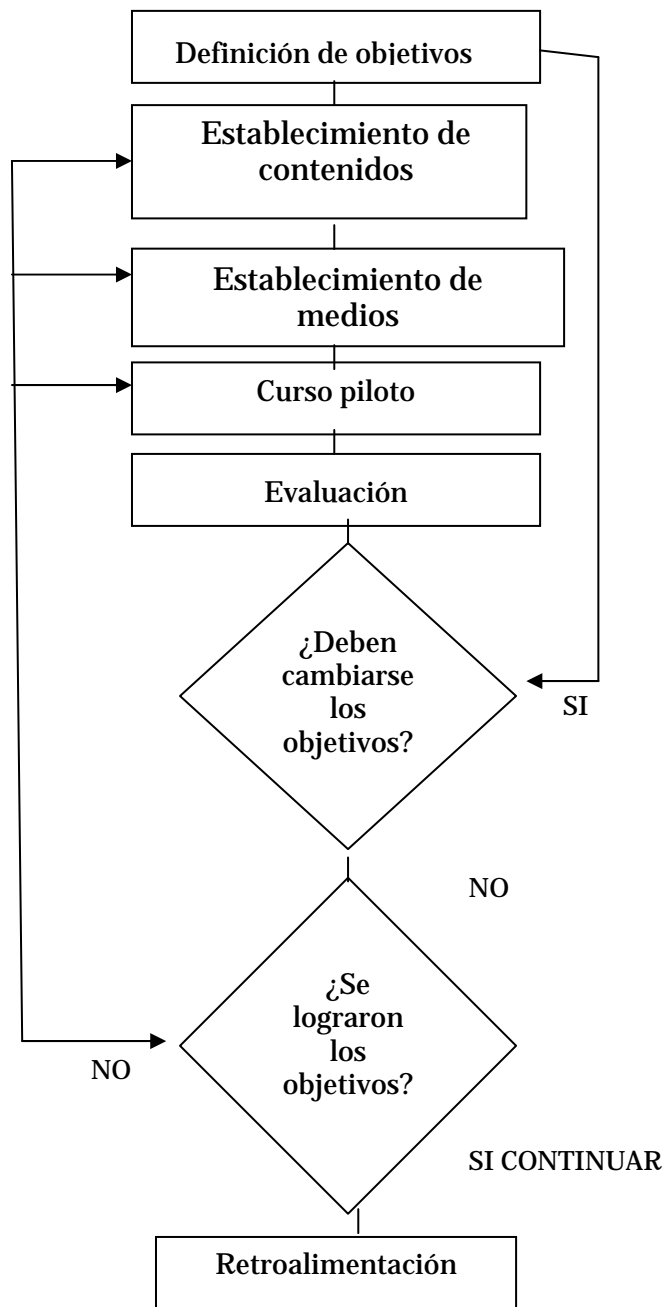 Definición de objetivos
Establecimiento de
contenidos
Establecimiento de
medios
Curso piloto
Evaluación
¿Deben
cambiarse
los
objetivos?
SI
NO
¿Se
lograron
los
objetivos?
NO
SI CONTINUAR
Retroalimentación